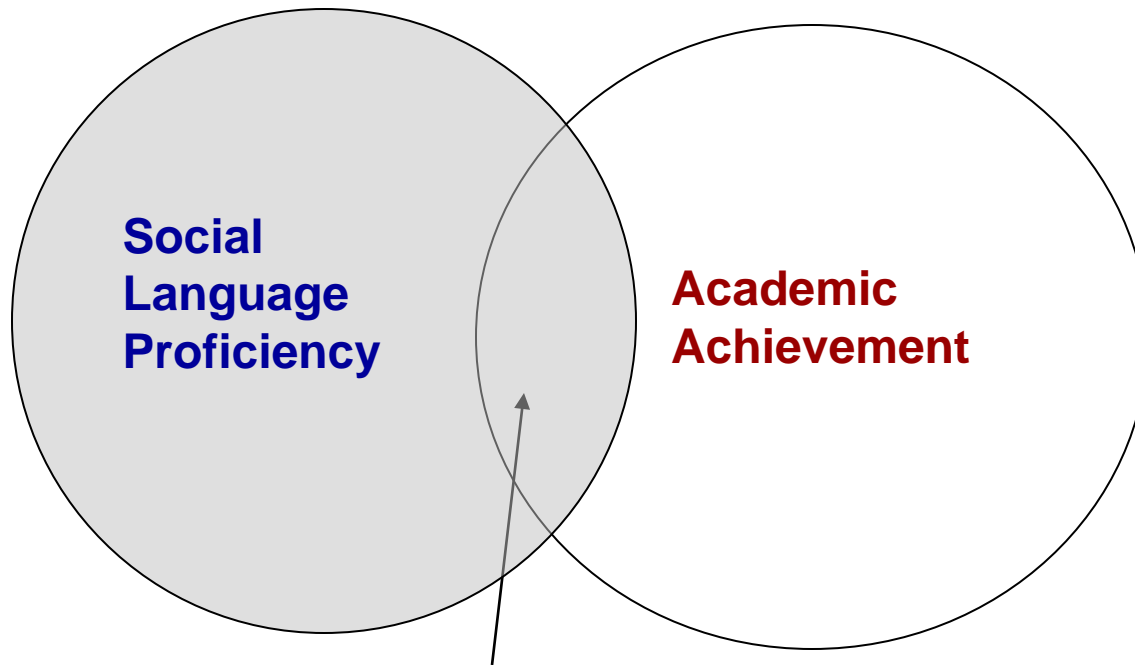 Social
Language
Proficiency
Academic
Achievement